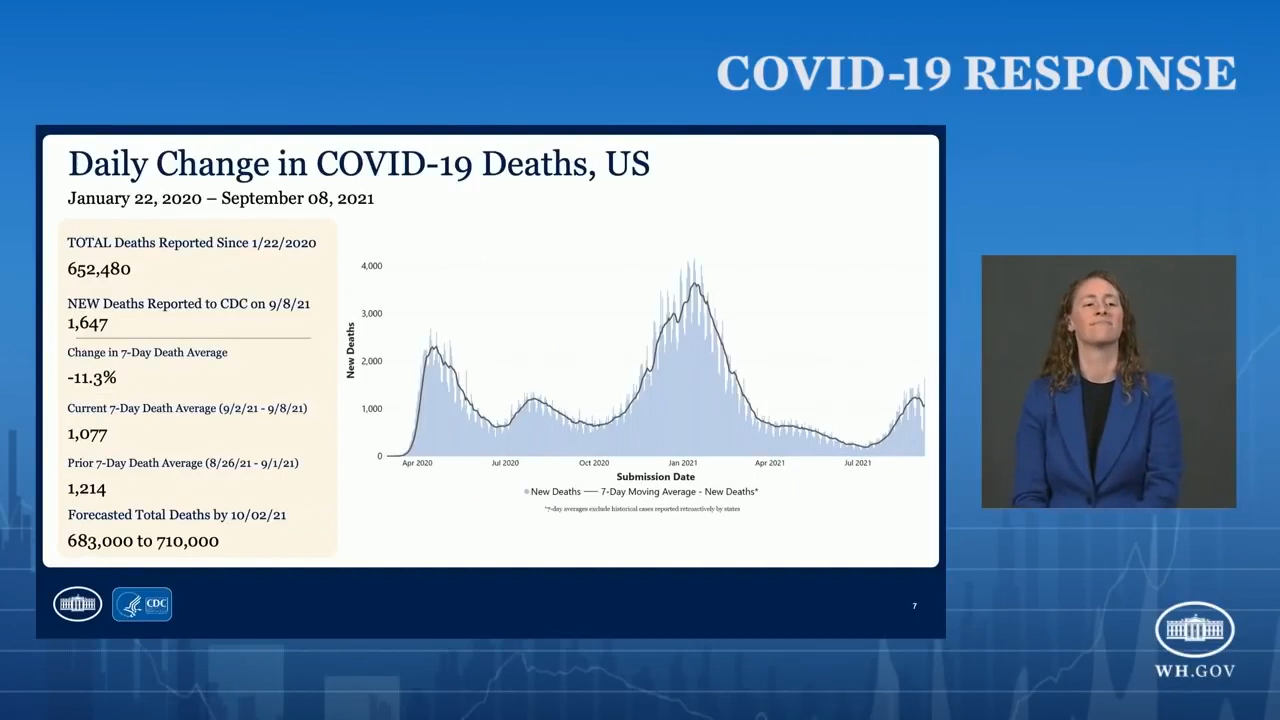 COVID-19 RESPONSE
Daily Change in COVID-19 Deaths, US
January 22, 2020 – September 08, 2021
TOTAL Deaths Reported Since 1/22/2020
652,480
NEW Deaths Reported to CDC on 9/8/21
1,647
Change in 7-Day Death Average
-11.3%
Current 7-Day Death Average (9/2/21 - 9/8/21)
1,077
Prior 7-Day Death Average (8/26/21 - 9/1/21)
1,214
Forecasted Total Deaths by 10/02/21
683,000 to 710,000
New Deaths
4,000
3,000
2,000
1,000
0
Apr 2020 Jul 2020 Oct 2020 Jan 2021 Apr 2021 Jul 2021
Submission Date
New Deaths 7-Day Moving Average - New Deaths*
*7-day averages exclude historical cases reported retroactively by states
CDC
7
WH.GOV